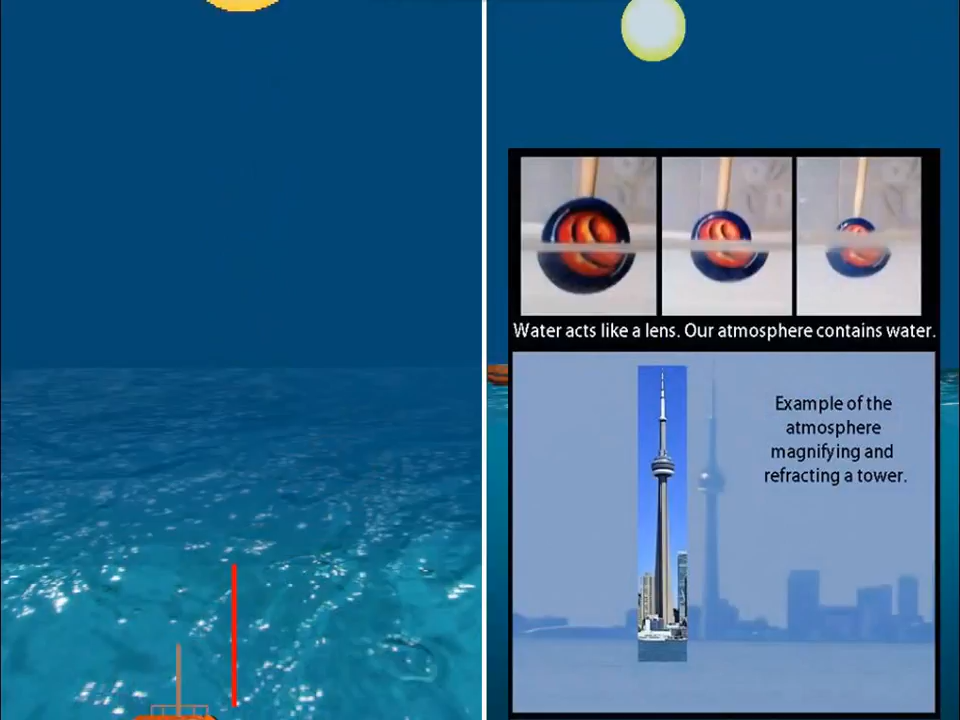 Water acts like a lens. Our atmosphere contains water.
Example of the
atmosphere
magnifying and
refracting a tower.